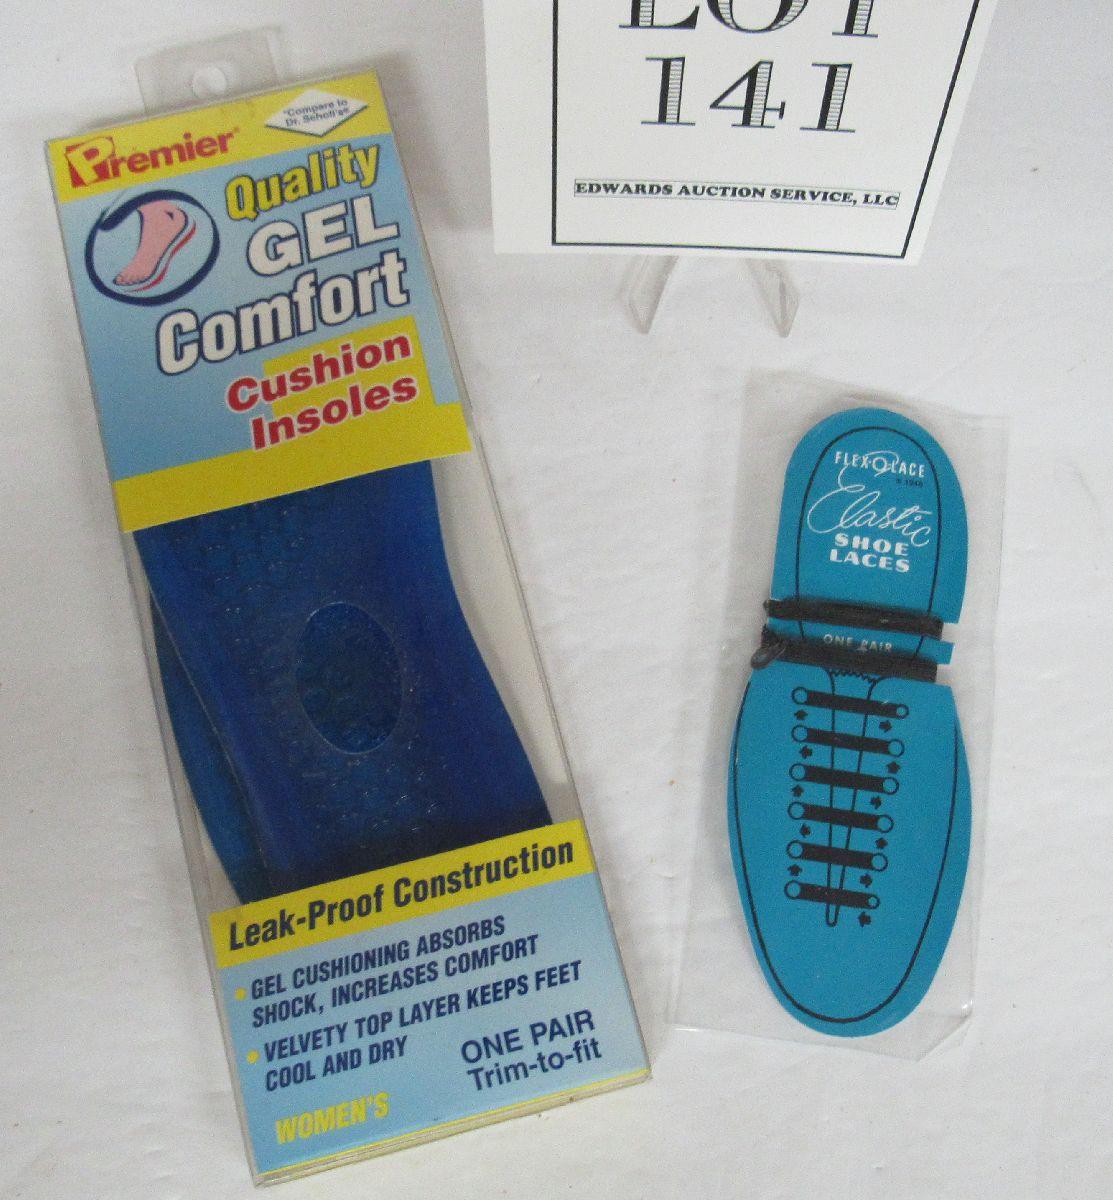 Premier®
"Compare to
Dr. Scholl's®"
Quality
GEL
Comfort
Cushion
Insoles
Leak-Proof Construction
• GEL CUSHIONING ABSORBS
SHOCK, INCREASES COMFORT
• VELVETY TOP LAYER KEEPS FEET
COOL AND DRY
ONE PAIR
Trim-to-fit
WOMEN'S
LOT
141
EDWARDS AUCTION SERVICE, LLC
FLEX-O-LACE
© 1948
Elastic
SHOE
LACES
ONE PAIR